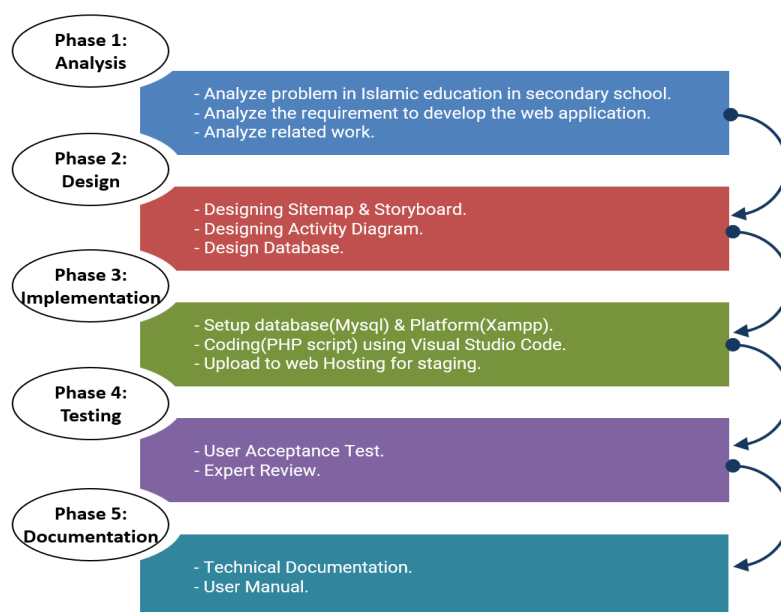 Phase 1:
Analysis
- Analyze problem in Islamic education in secondary school.
- Analyze the requirement to develop the web application.
- Analyze related work.
Phase 2:
Design
- Designing Sitemap & Storyboard.
- Designing Activity Diagram.
- Design Database.
Phase 3:
Implementation
- Setup database(Mysql) & Platform(Xampp).
- Coding(PHP script) using Visual Studio Code.
- Upload to web Hosting for staging.
Phase 4:
Testing
- User Acceptance Test.
- Expert Review.
Phase 5:
Documentation
- Technical Documentation.
- User Manual.